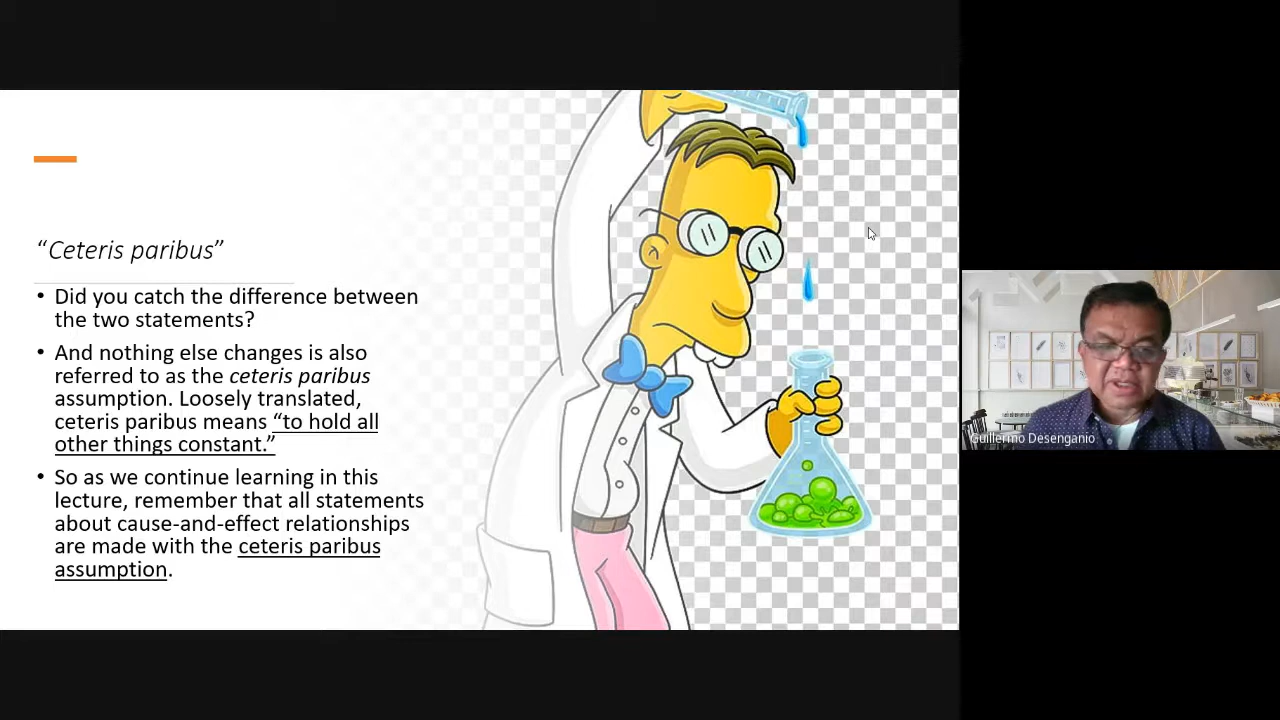 “Ceteris paribus”
• Did you catch the difference between
the two statements?
• And nothing else changes is also
referred to as the ceteris paribus
assumption. Loosely translated,
ceteris paribus means “to hold all
other things constant.”
• So as we continue learning in this
lecture, remember that all statements
about cause-and-effect relationships
are made with the ceteris paribus
assumption.
Guillermo Desenganio